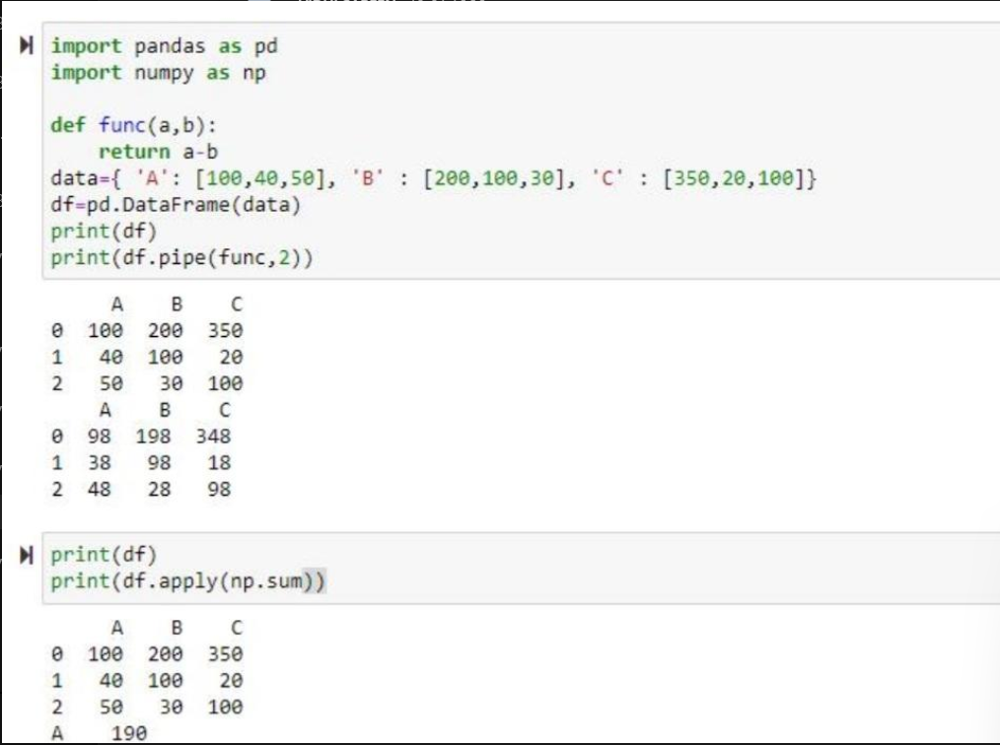 import pandas as pd
import numpy as np
def func(a,b):
    return a-b
data={ 'A': [100,40,50], 'B' : [200,100,30], 'C' : [350,20,100]}
df=pd.DataFrame(data)
print(df)
print(df.pipe(func,2))
     A    B    C
0  100  200  350
1   40  100   20
2   50   30  100
    A    B    C
0  98  198  348
1  38   98   18
2  48   28   98
print(df)
print(df.apply(np.sum))
     A    B    C
0  100  200  350
1   40  100   20
2   50   30  100
A    190